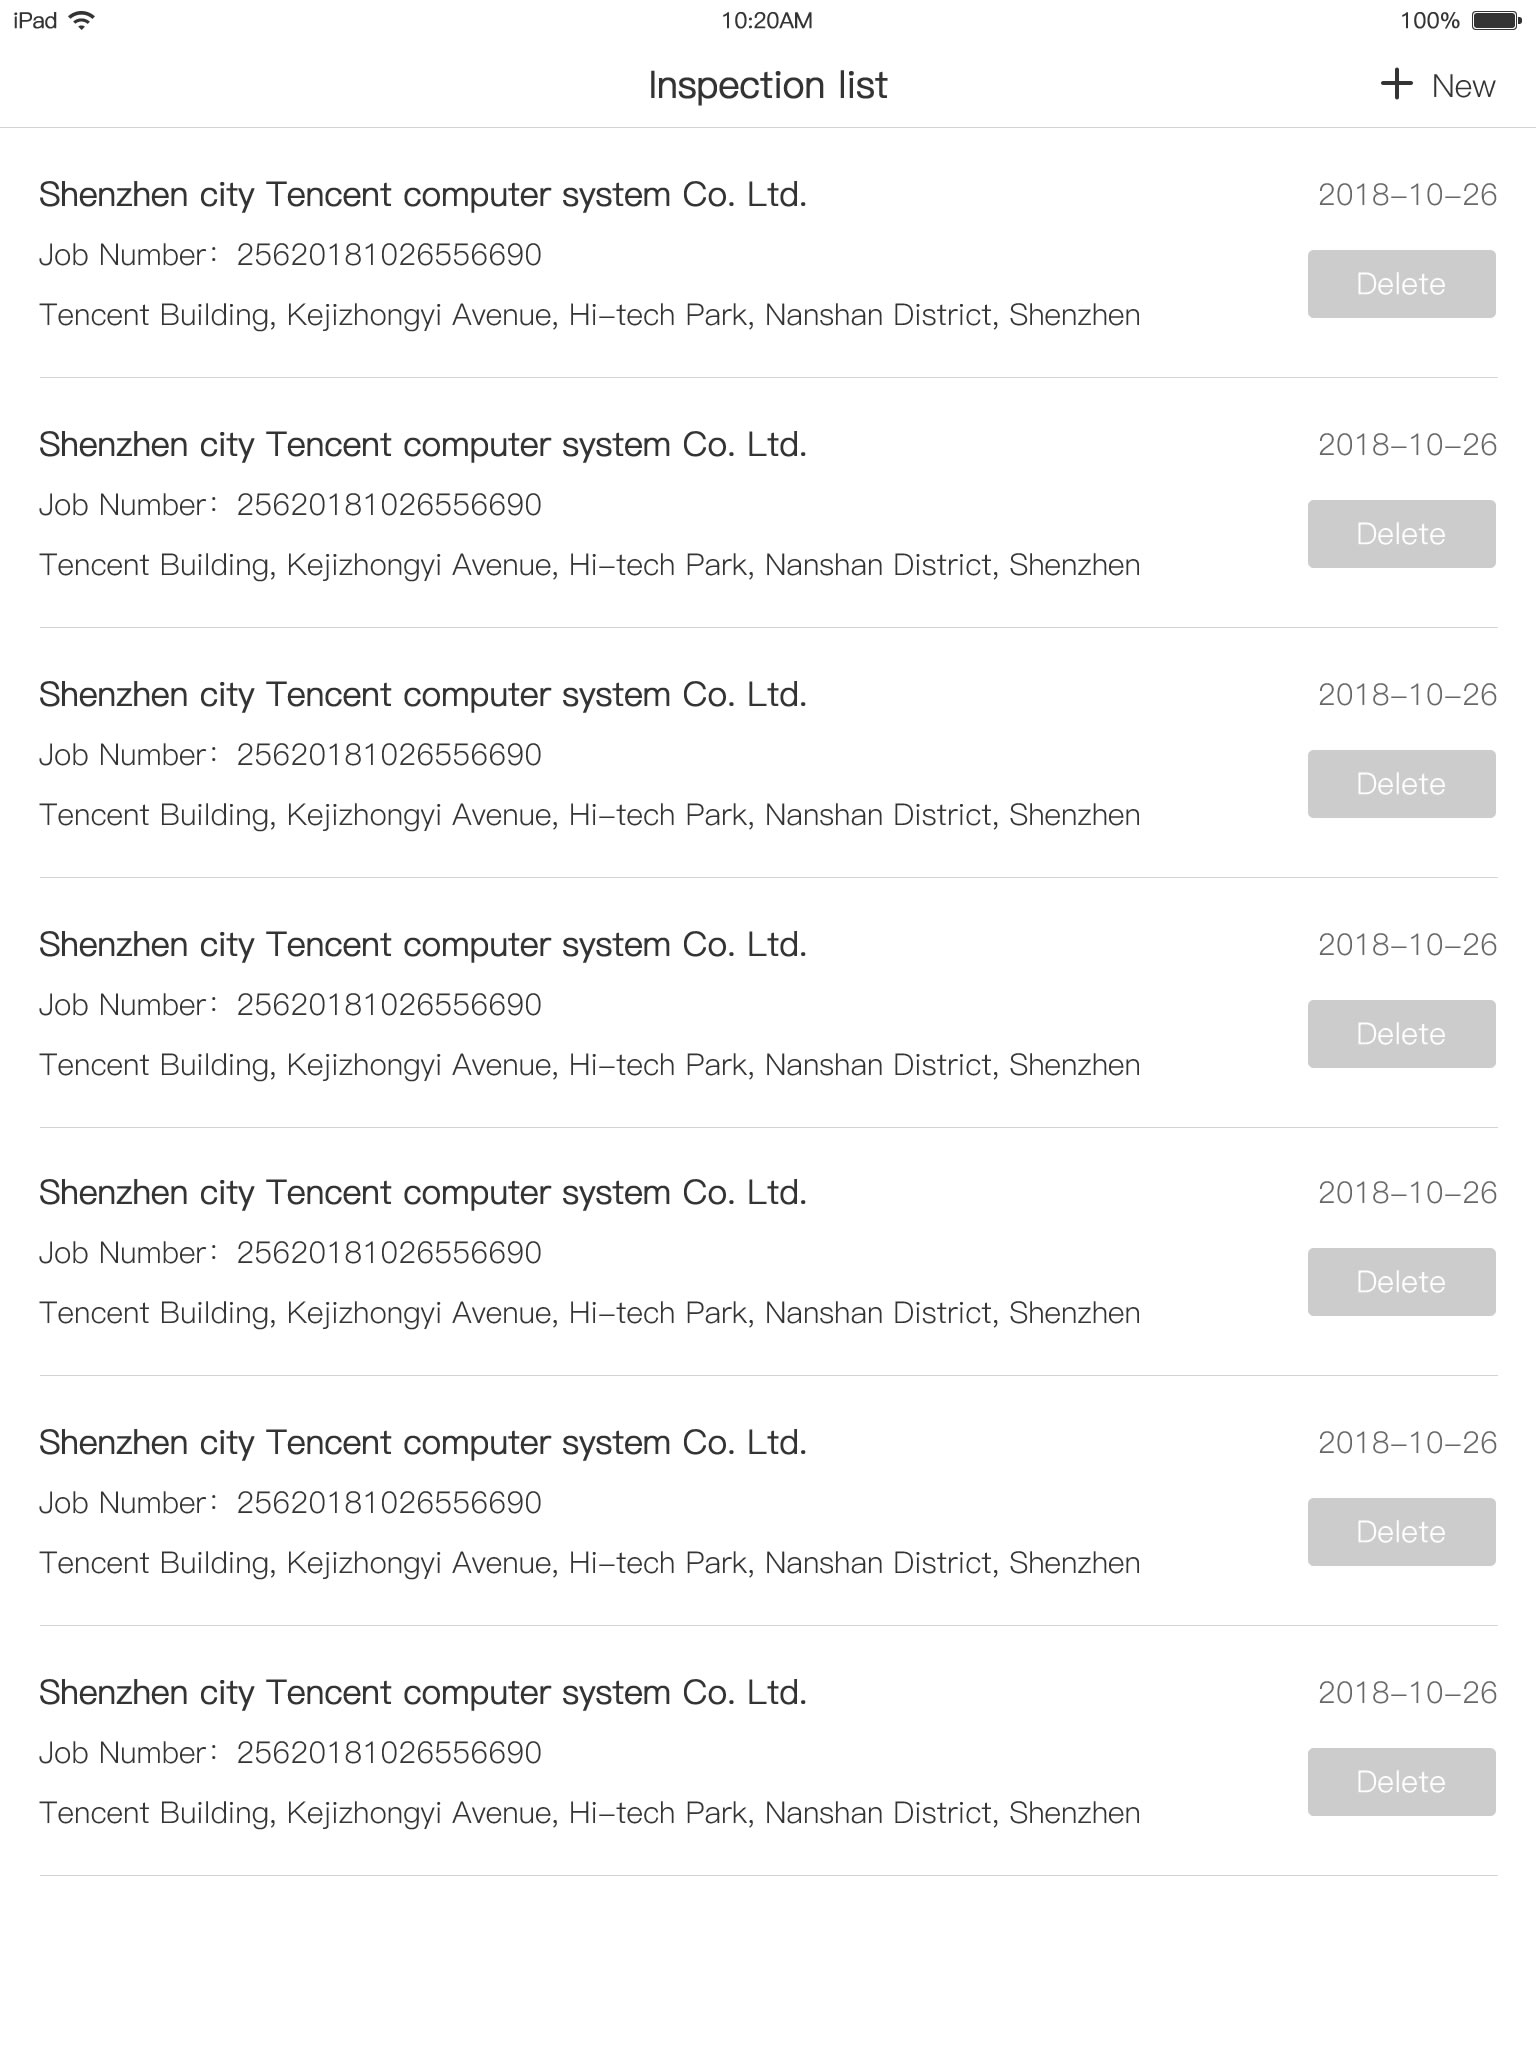 iPad 10:20AM 100%
Inspection list + New
Shenzhen city Tencent computer system Co. Ltd. 2018-10-26
Job Number：25620181026556690
Delete
Tencent Building, Kejizhongyi Avenue, Hi-tech Park, Nanshan District, Shenzhen
Shenzhen city Tencent computer system Co. Ltd. 2018-10-26
Job Number：25620181026556690
Delete
Tencent Building, Kejizhongyi Avenue, Hi-tech Park, Nanshan District, Shenzhen
Shenzhen city Tencent computer system Co. Ltd. 2018-10-26
Job Number：25620181026556690
Delete
Tencent Building, Kejizhongyi Avenue, Hi-tech Park, Nanshan District, Shenzhen
Shenzhen city Tencent computer system Co. Ltd. 2018-10-26
Job Number：25620181026556690
Delete
Tencent Building, Kejizhongyi Avenue, Hi-tech Park, Nanshan District, Shenzhen
Shenzhen city Tencent computer system Co. Ltd. 2018-10-26
Job Number：25620181026556690
Delete
Tencent Building, Kejizhongyi Avenue, Hi-tech Park, Nanshan District, Shenzhen
Shenzhen city Tencent computer system Co. Ltd. 2018-10-26
Job Number：25620181026556690
Delete
Tencent Building, Kejizhongyi Avenue, Hi-tech Park, Nanshan District, Shenzhen
Shenzhen city Tencent computer system Co. Ltd. 2018-10-26
Job Number：25620181026556690
Delete
Tencent Building, Kejizhongyi Avenue, Hi-tech Park, Nanshan District, Shenzhen